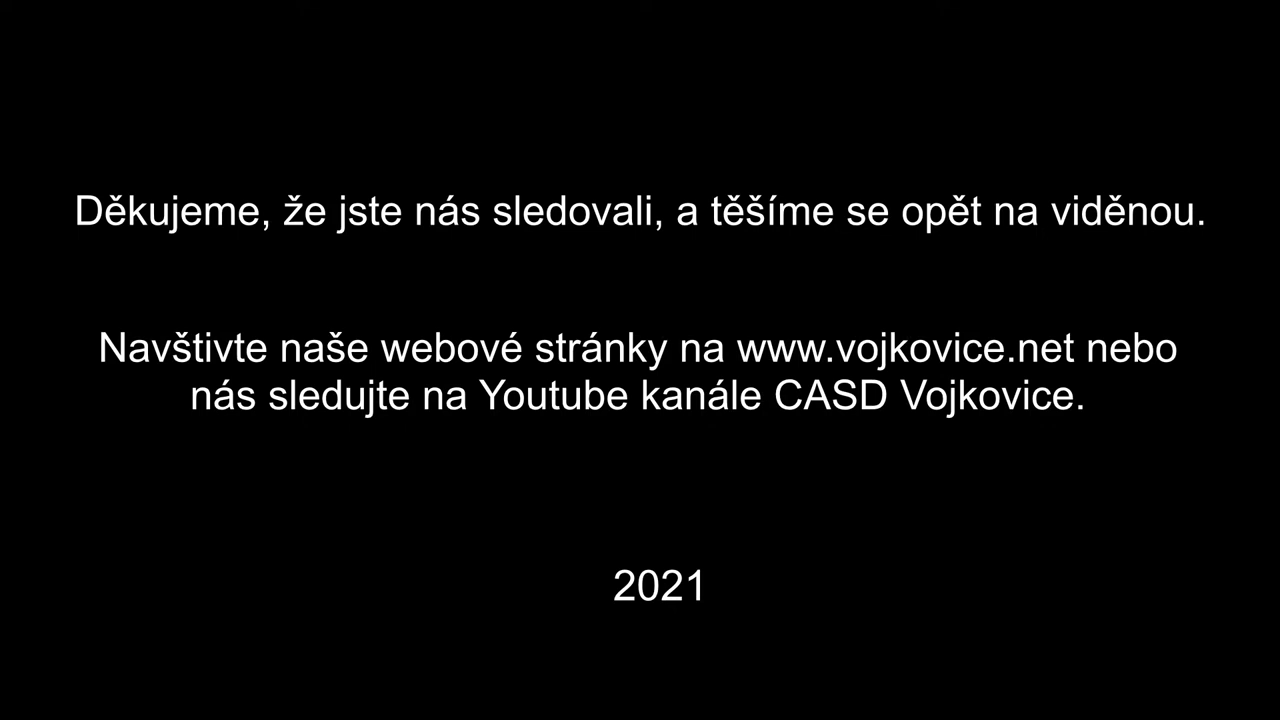 Děkujeme, že jste nás sledovali, a těšíme se opět na viděnou.
Navštivte naše webové stránky na www.vojkovice.net nebo
nás sledujte na Youtube kanále CASD Vojkovice.
2021